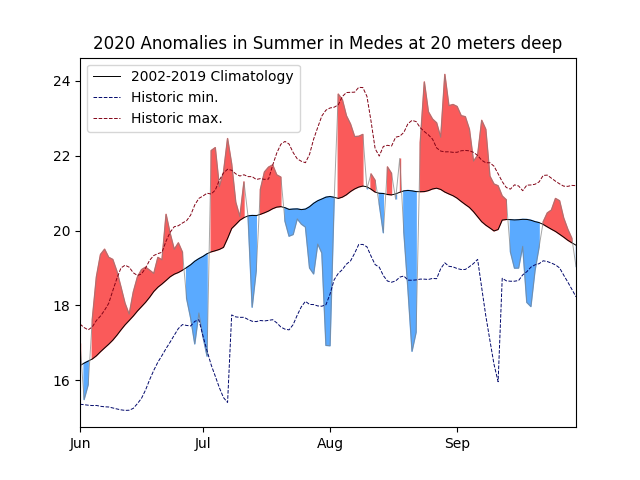 2020 Anomalies in Summer in Medes at 20 meters deep
2002-2019 Climatology
Historic min.
Historic max.
24
22
20
18
16
Jun Jul Aug Sep